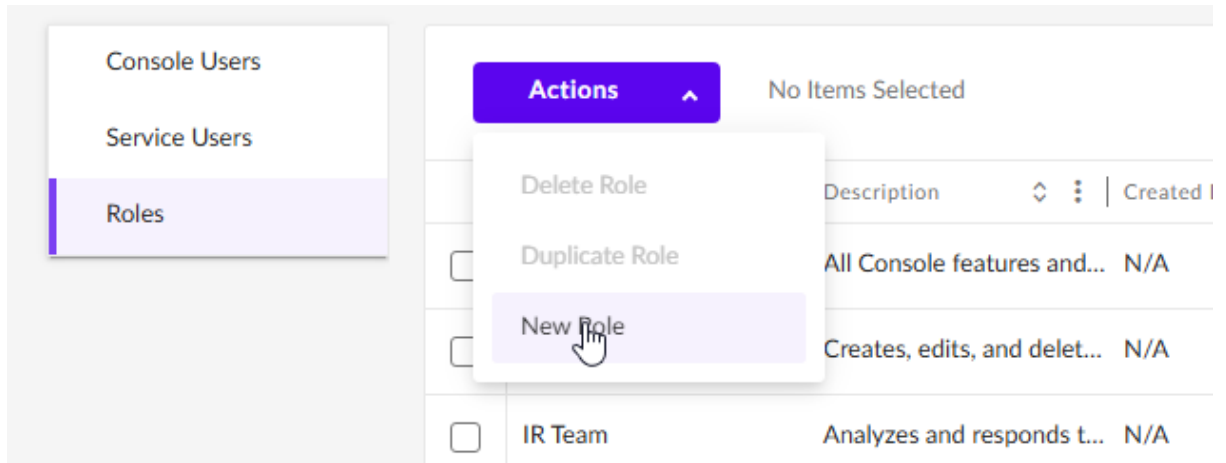 Console Users
Service Users
Roles
Actions
No Items Selected
Delete Role
Duplicate Role
New Role
Description
Created
All Console features and... N/A
Creates, edits, and delet... N/A
IR Team
Analyzes and responds t... N/A